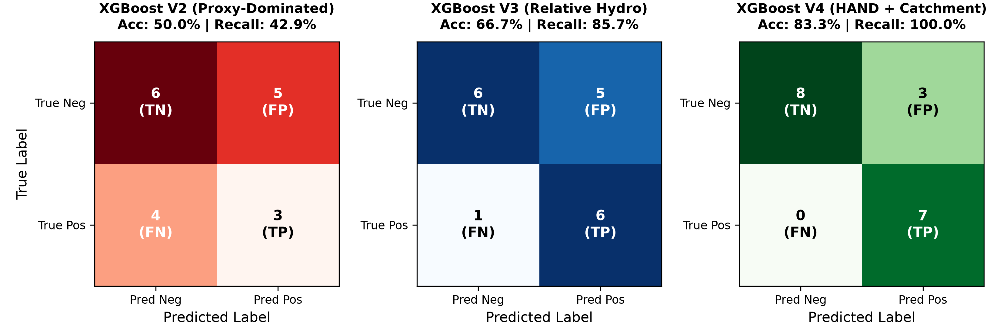 XGBoost V2 (Proxy-Dominated)
Acc: 50.0% | Recall: 42.9%
True Label
True Neg
True Pos
6
(TN)
5
(FP)
4
(FN)
3
(TP)
Pred Neg
Pred Pos
Predicted Label
XGBoost V3 (Relative Hydro)
Acc: 66.7% | Recall: 85.7%
True Neg
True Pos
6
(TN)
5
(FP)
1
(FN)
6
(TP)
Pred Neg
Pred Pos
Predicted Label
XGBoost V4 (HAND + Catchment)
Acc: 83.3% | Recall: 100.0%
True Neg
True Pos
8
(TN)
3
(FP)
0
(FN)
7
(TP)
Pred Neg
Pred Pos
Predicted Label